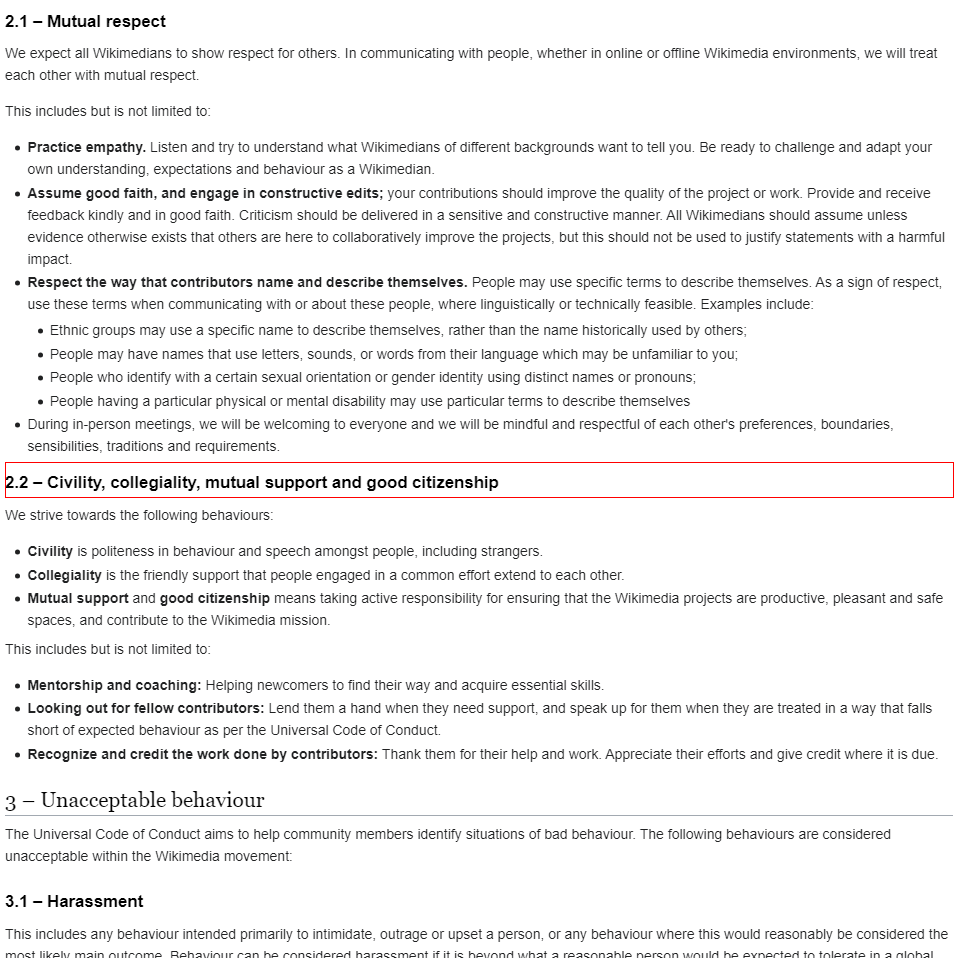 2.1 – Mutual respect
We expect all Wikimedians to show respect for others. In communicating with people, whether in online or offline Wikimedia environments, we will treat
each other with mutual respect.
This includes but is not limited to:
• Practice empathy. Listen and try to understand what Wikimedians of different backgrounds want to tell you. Be ready to challenge and adapt your
own understanding, expectations and behaviour as a Wikimedian.
• Assume good faith, and engage in constructive edits; your contributions should improve the quality of the project or work. Provide and receive
feedback kindly and in good faith. Criticism should be delivered in a sensitive and constructive manner. All Wikimedians should assume unless
evidence otherwise exists that others are here to collaboratively improve the projects, but this should not be used to justify statements with a harmful
impact.
• Respect the way that contributors name and describe themselves. People may use specific terms to describe themselves. As a sign of respect,
use these terms when communicating with or about these people, where linguistically or technically feasible. Examples include:
• Ethnic groups may use a specific name to describe themselves, rather than the name historically used by others;
• People may have names that use letters, sounds, or words from their language which may be unfamiliar to you;
• People who identify with a certain sexual orientation or gender identity using distinct names or pronouns;
• People having a particular physical or mental disability may use particular terms to describe themselves
• During in-person meetings, we will be welcoming to everyone and we will be mindful and respectful of each other's preferences, boundaries,
sensibilities, traditions and requirements.
2.2 – Civility, collegiality, mutual support and good citizenship
We strive towards the following behaviours:
• Civility is politeness in behaviour and speech amongst people, including strangers.
• Collegiality is the friendly support that people engaged in a common effort extend to each other.
• Mutual support and good citizenship means taking active responsibility for ensuring that the Wikimedia projects are productive, pleasant and safe
spaces, and contribute to the Wikimedia mission.
This includes but is not limited to:
• Mentorship and coaching: Helping newcomers to find their way and acquire essential skills.
• Looking out for fellow contributors: Lend them a hand when they need support, and speak up for them when they are treated in a way that falls
short of expected behaviour as per the Universal Code of Conduct.
• Recognize and credit the work done by contributors: Thank them for their help and work. Appreciate their efforts and give credit where it is due.
3 – Unacceptable behaviour
The Universal Code of Conduct aims to help community members identify situations of bad behaviour. The following behaviours are considered
unacceptable within the Wikimedia movement:
3.1 – Harassment
This includes any behaviour intended primarily to intimidate, outrage or upset a person, or any behaviour where this would reasonably be considered the
most likely main outcome. Behaviour can be considered harassment if it is beyond what a reasonable person would be expected to tolerate in a global